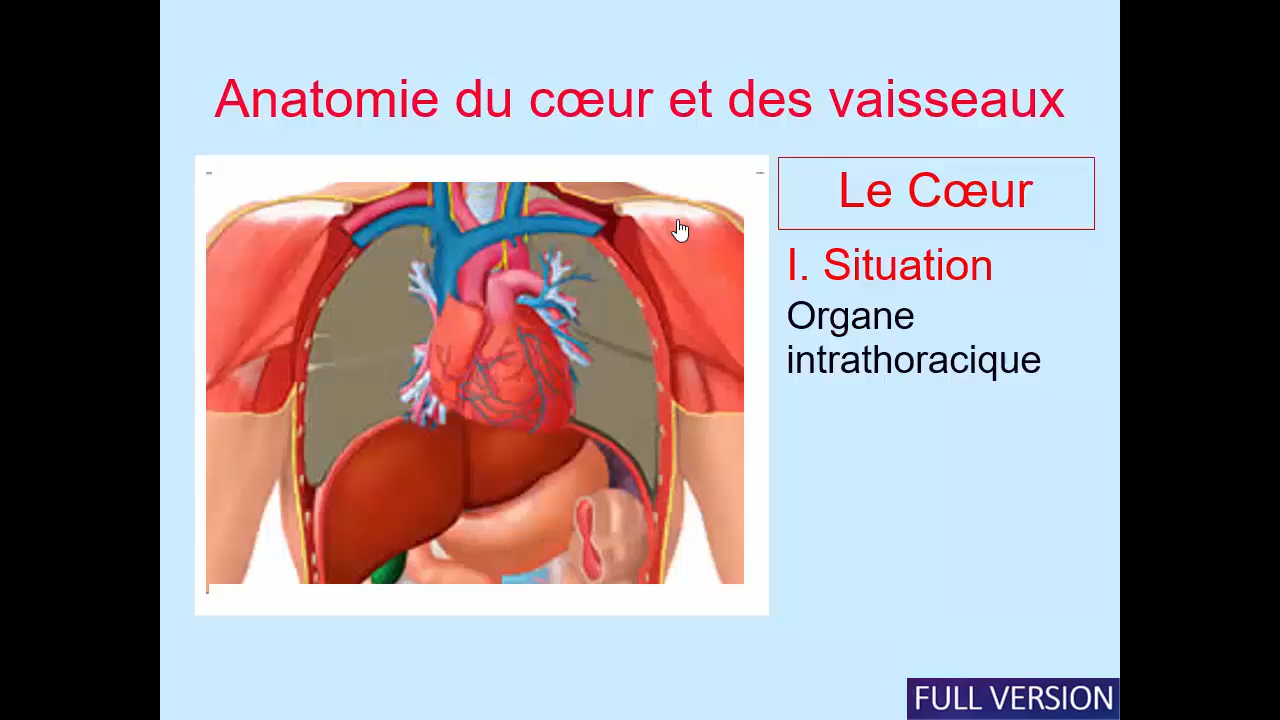 Anatomie du cœur et des vaisseaux
Le Cœur
I. Situation
Organe
intrathoracique
FULL VERSION